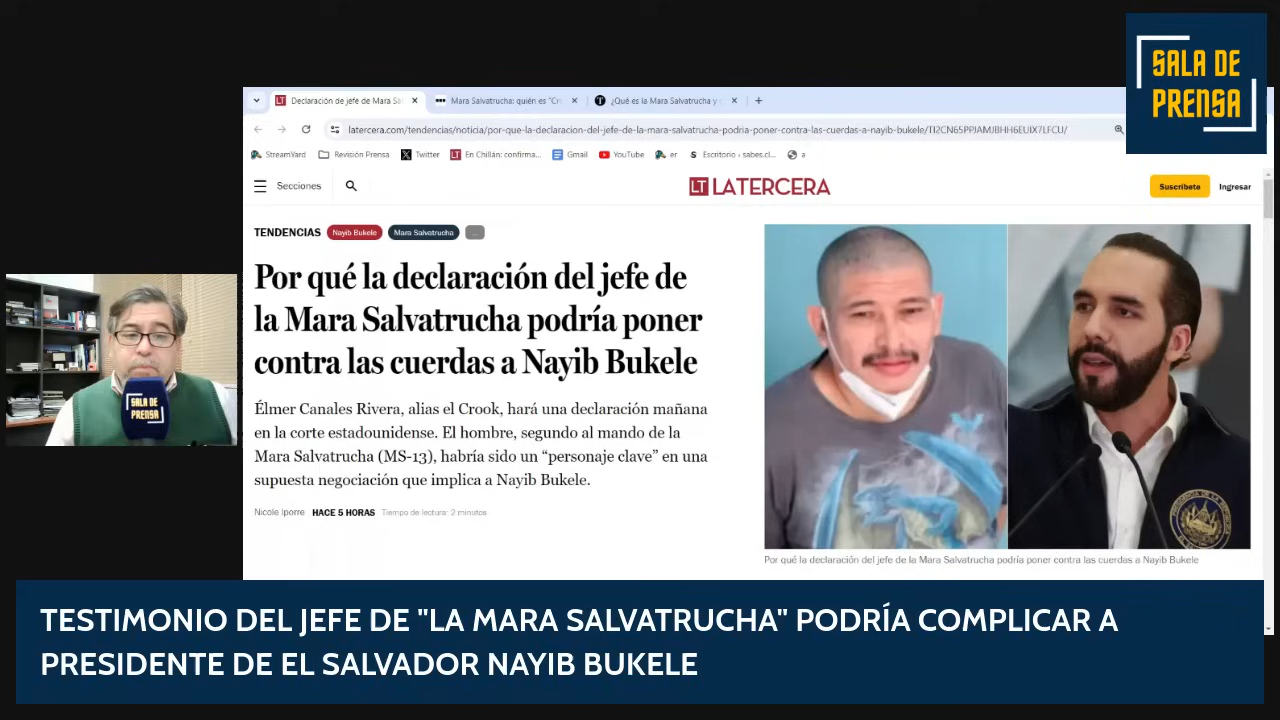 SALA DE
PRENSA
Declaración de jefe de Mara Sal
Mara Salvatrucha: quién es "Cr
¿Qué es la Mara Salvatrucha y
latercera.com/tendencias/noticia/por-que-la-declaracion-del-jefe-de-la-mara-salvatrucha-podria-poner-contra-las-cuerdas-a-nayib-bukele/TI2CN65PPJAMJBHH6EUIX7LFCU/
StreamYard
Revisión Prensa
Twitter
En Chillán: confirma...
Gmail
YouTube
er
Escritorio ‹ sabes.cl...
a
Secciones
LT LATERCERA
Suscríbete
Ingresar
TENDENCIAS Nayib Bukele Mara Salvatrucha ...
Por qué la declaración del jefe de
la Mara Salvatrucha podría poner
contra las cuerdas a Nayib Bukele
Élmer Canales Rivera, alias el Crook, hará una declaración mañana
en la corte estadounidense. El hombre, segundo al mando de la
Mara Salvatrucha (MS-13), habría sido un "personaje clave" en una
supuesta negociación que implica a Nayib Bukele.
Nicole Iporre HACE 5 HORAS Tiempo de lectura: 2 minutos
Por qué la declaración del jefe de la Mara Salvatrucha podría poner contra las cuerdas a Nayib Bukele
SALA DE
PRENSA
TESTIMONIO DEL JEFE DE "LA MARA SALVATRUCHA" PODRÍA COMPLICAR A
PRESIDENTE DE EL SALVADOR NAYIB BUKELE